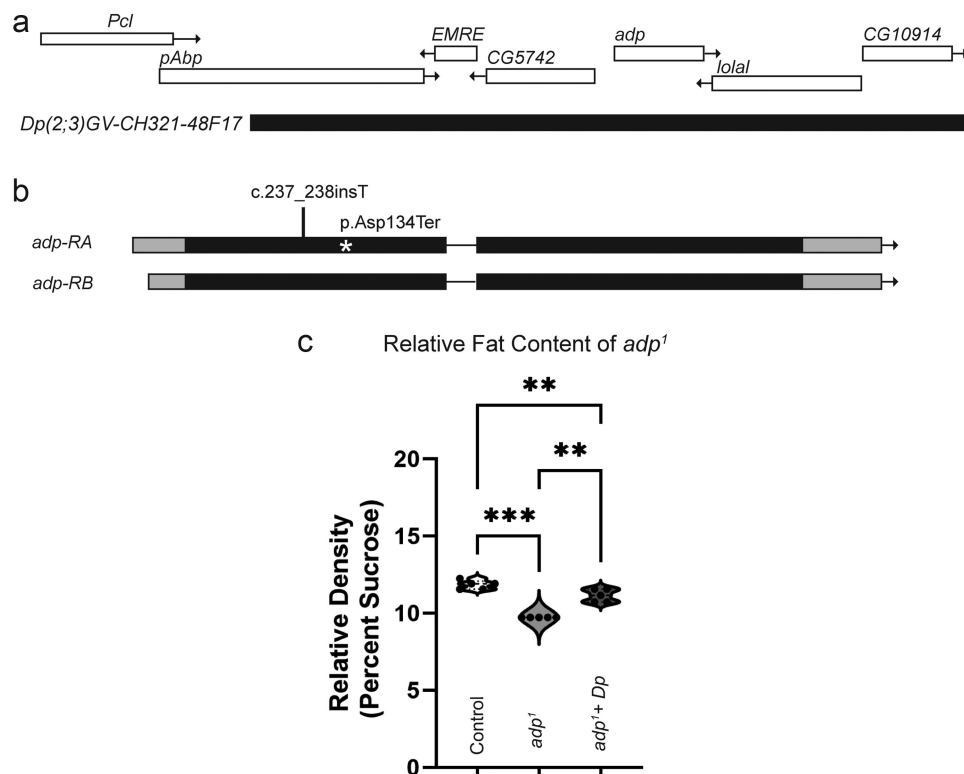 a
Pcl
pAbp
EMRE
CG5742
adp
lolal
CG10914
Dp(2;3)GV-CH321-48F17
b
c.237_238insT
p.Asp134Ter
*
adp-RA
adp-RB
c Relative Fat Content of adp¹
**
**
***
20
15
10
5
0
Relative Density
(Percent Sucrose)
Control
adp¹
adp¹+ Dp